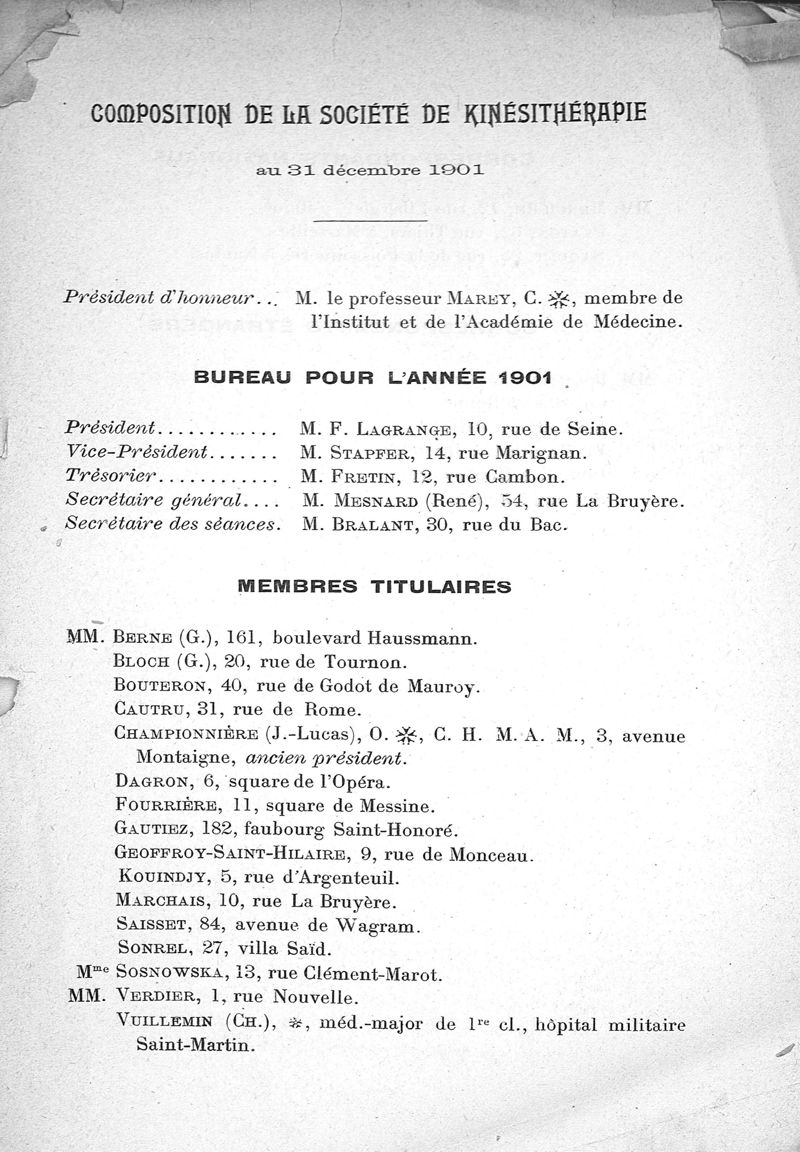 COMPOSITION DE LA SOCIÉTÉ DE KINÉSITHÉRAPIE
au 31 décembre 1901
Président d'honneur... M. le professeur MAREY, C. ✻, membre de
l'Institut et de l'Académie de Médecine.
BUREAU POUR L'ANNÉE 1901
Président............ M. F. LAGRANGE, 10, rue de Seine.
Vice-Président....... M. STAPFER, 14, rue Marignan.
Trésorier............ M. FRETIN, 12, rue Cambon.
Secrétaire général.... M. MESNARD (René), 54, rue La Bruyère.
Secrétaire des séances. M. BRALANT, 30, rue du Bac.
MEMBRES TITULAIRES
MM. BERNE (G.), 161, boulevard Haussmann.
BLOCH (G.), 20, rue de Tournon.
BOUTERON, 40, rue de Godot de Mauroy.
CAUTRU, 31, rue de Rome.
CHAMPIONNIÈRE (J.-Lucas), O. ✻, C. H. M. A. M., 3, avenue
Montaigne, ancien président.
DAGRON, 6, square de l'Opéra.
FOURRIÈRE, 11, square de Messine.
GAUTIEZ, 182, faubourg Saint-Honoré.
GEOFFROY-SAINT-HILAIRE, 9, rue de Monceau.
KOUINDJY, 5, rue d'Argenteuil.
MARCHAIS, 10, rue La Bruyère.
SAISSET, 84, avenue de Wagram.
SONREL, 27, villa Saïd.
Mme SOSNOWSKA, 13, rue Clément-Marot.
MM. VERDIER, 1, rue Nouvelle.
VUILLEMIN (CH.), ✻, méd.-major de 1re cl., hôpital militaire
Saint-Martin.